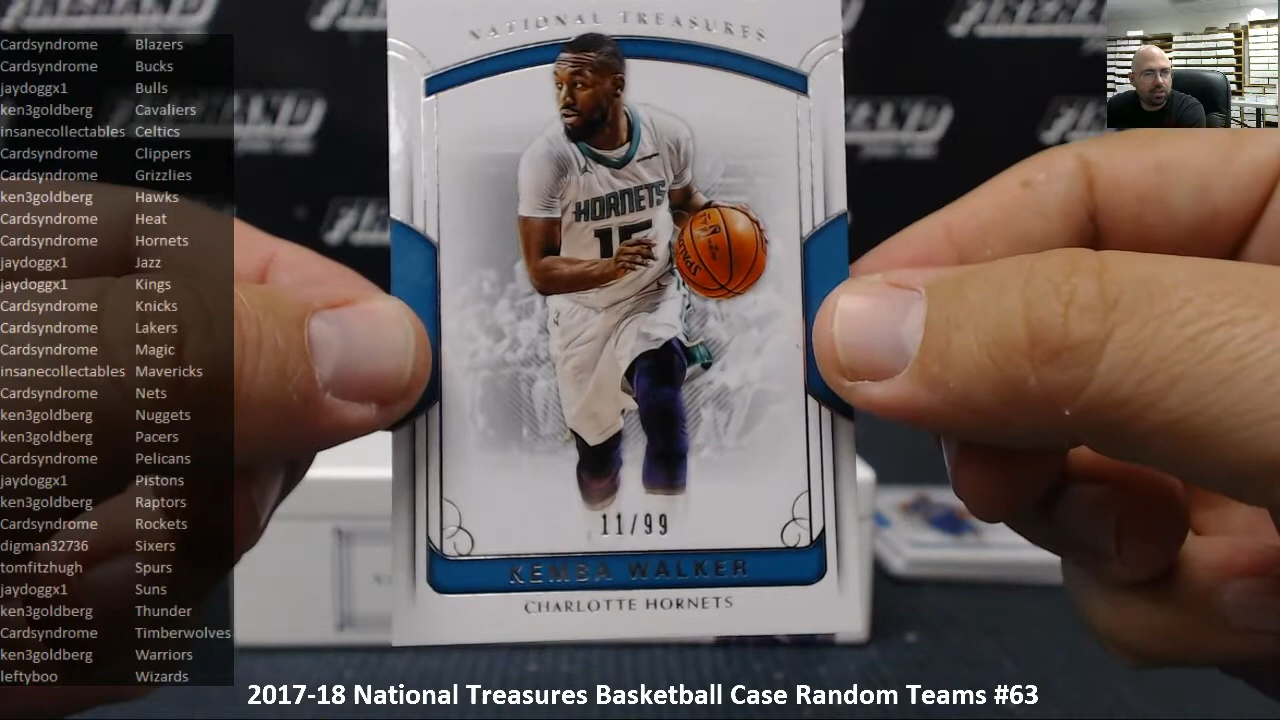 NATIONAL TREASURES
Cardsyndrome Blazers
Cardsyndrome Bucks
jaydoggx1 Bulls
ken3goldberg Cavaliers
insanecollectables Celtics
Cardsyndrome Clippers
Cardsyndrome Grizzlies
ken3goldberg Hawks
Cardsyndrome Heat
Cardsyndrome Hornets
jaydoggx1 Jazz
jaydoggx1 Kings
Cardsyndrome Knicks
Cardsyndrome Lakers
Cardsyndrome Magic
insanecollectables Mavericks
Cardsyndrome Nets
ken3goldberg Nuggets
ken3goldberg Pacers
Cardsyndrome Pelicans
jaydoggx1 Pistons
ken3goldberg Raptors
Cardsyndrome Rockets
digman32736 Sixers
tomfitzhugh Spurs
jaydoggx1 Suns
ken3goldberg Thunder
Cardsyndrome Timberwolves
ken3goldberg Warriors
leftyboo Wizards
HORNETS
15
SPALDING
11/99
KEMBA WALKER
CHARLOTTE HORNETS
2017-18 National Treasures Basketball Case Random Teams #63